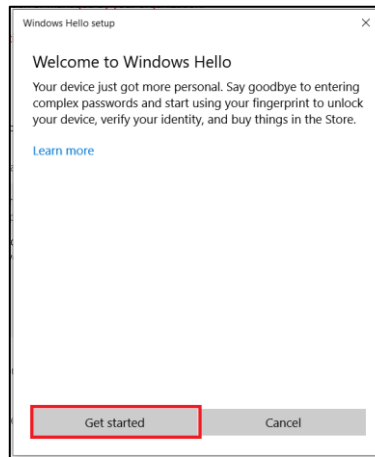 Windows Hello setup
Welcome to Windows Hello
Your device just got more personal. Say goodbye to entering
complex passwords and start using your fingerprint to unlock
your device, verify your identity, and buy things in the Store.
Learn more
Get started
Cancel